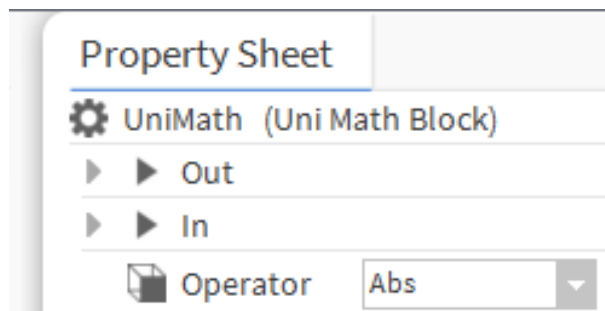 Property Sheet
UniMath (Uni Math Block)
Out
In
Operator Abs